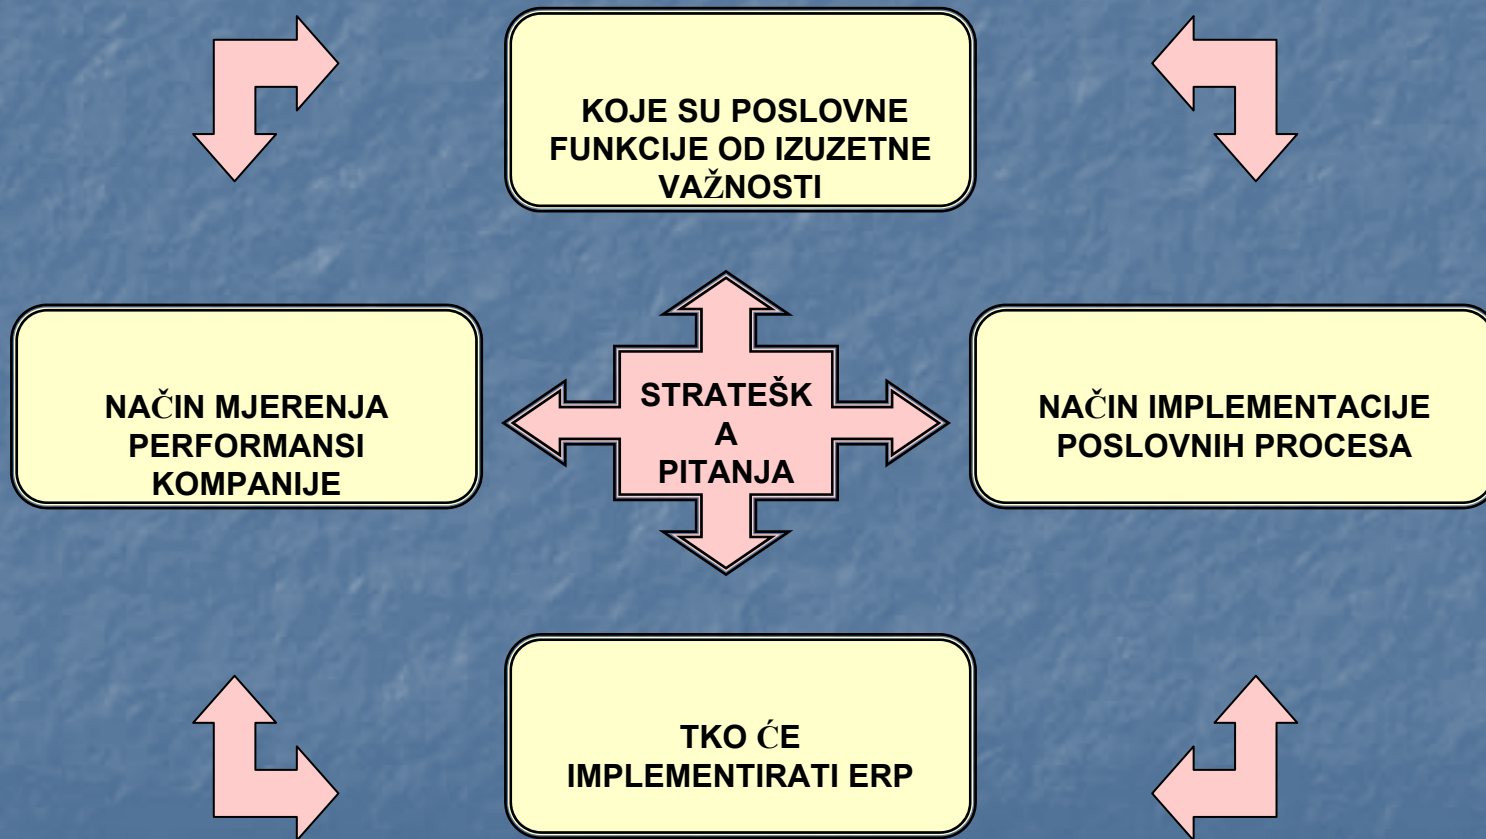 KOJE SU POSLOVNE
FUNKCIJE OD IZUZETNE
VAŽNOSTI
NAČIN MJERENJA
PERFORMANSI
KOMPANIJE
STRATEŠK
A
PITANJA
NAČIN IMPLEMENTACIJE
POSLOVNIH PROCESA
TKO ĆE
IMPLEMENTIRATI ERP